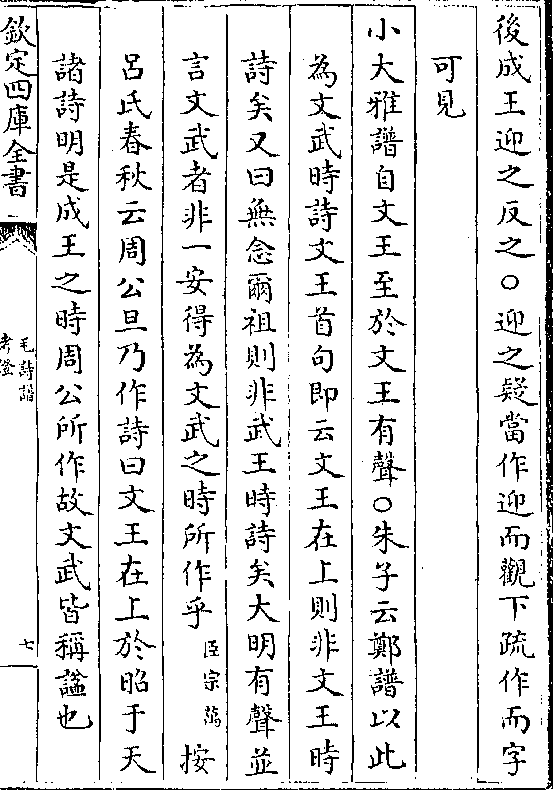 後成王迎之反之○迎之疑當作迎而觀下疏作而字
可見
小大雅譜自文王至於文王有聲○朱子云鄭譜以此
為文武時詩文王首句即云文王在上則非文王時
詩矣又曰無念爾祖則非武王時詩矣大明有聲並
言文武者非一安得為文武之時所作乎臣宗萬按
呂氏春秋云周公旦乃作詩曰文王在上於昭于天
諸詩明是成王之時周公所作故文武皆稱諡也
欽定四庫全書
毛詩譜
考證
七